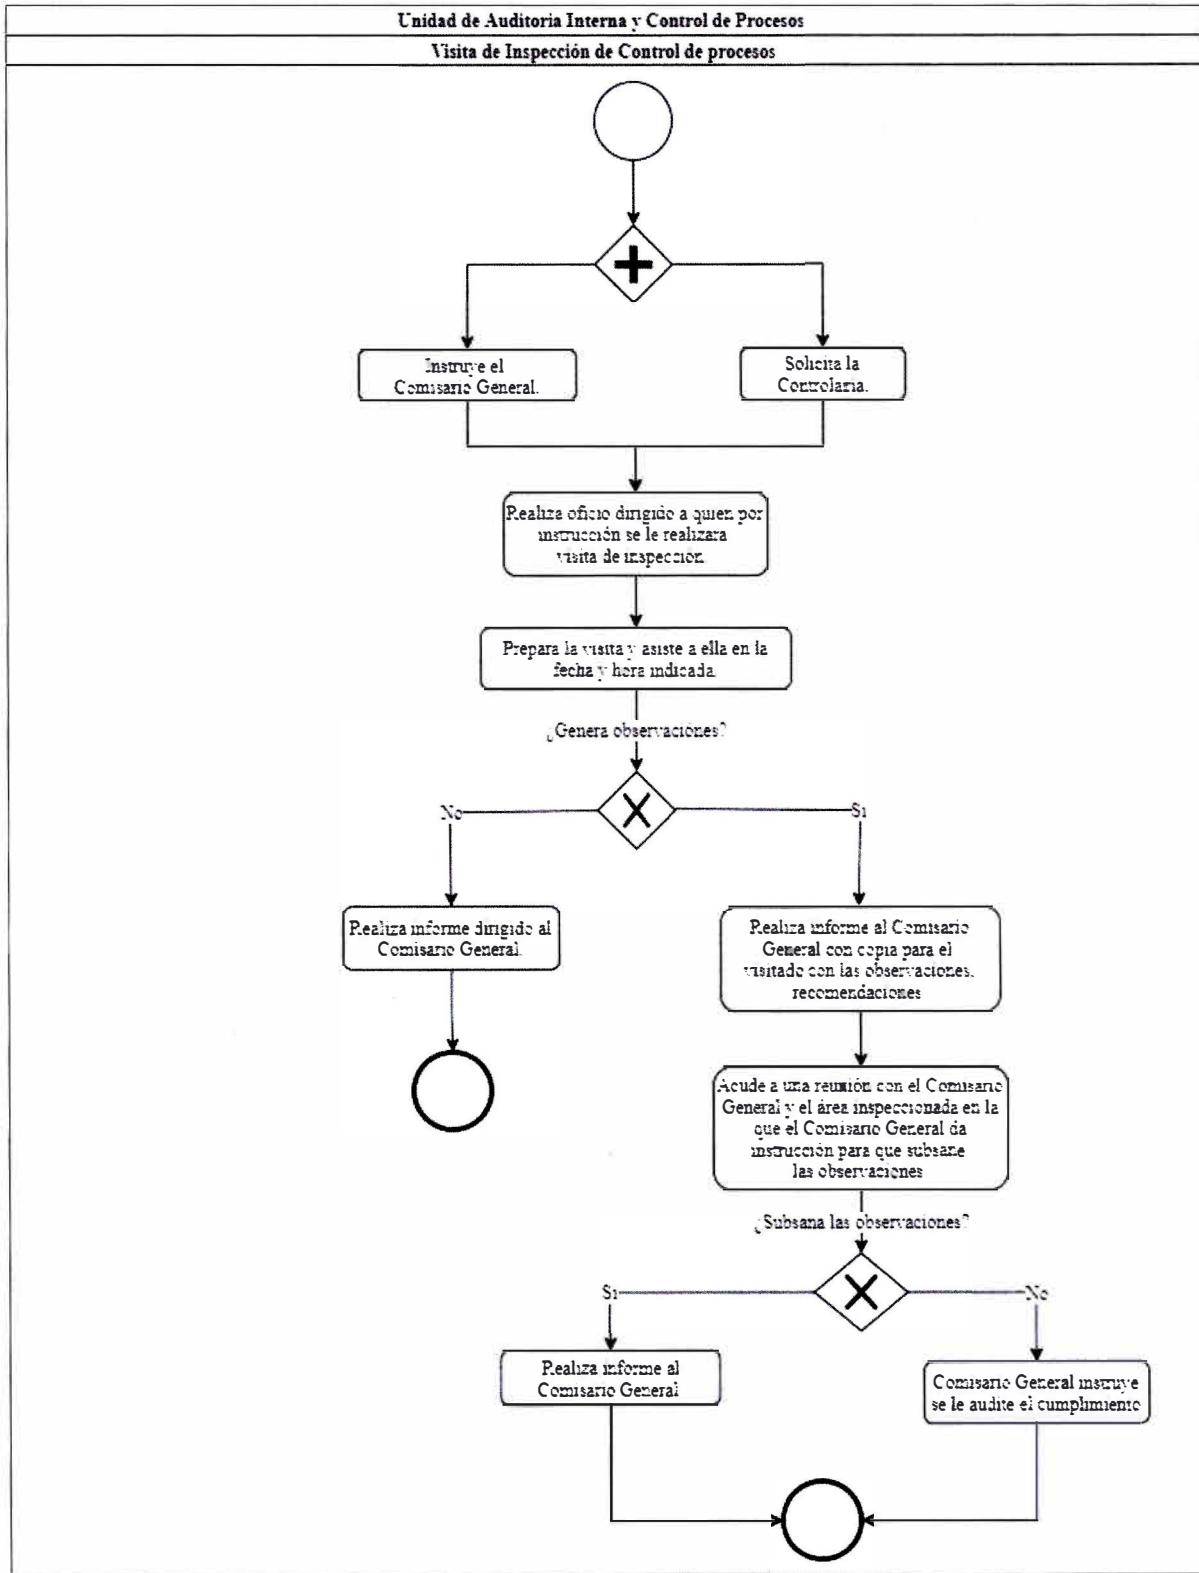 Unidad de Auditoria Interna y Control de Procesos
Visita de Inspección de Control de procesos
Instruye el
Comisario General.
Solicita la
Controlaria.
Realiza oficio dirigido a quien por
instrucción se le realizara
visita de inspección.
Prepara la visita y asiste a ella en la
fecha y hora indicada.
¿Genera observaciones?
No
Si
Realiza informe dirigido al
Comisario General.
Realiza informe al Comisario
General con copia para el
visitado con las observaciones,
recomendaciones
Acude a una reunión con el Comisario
General y el área inspeccionada en la
que el Comisario General da
instrucción para que subsane
las observaciones
¿Subsana las observaciones?
Si
No
Realiza informe al
Comisario General
Comisario General instruye
se le audite el cumplimiento